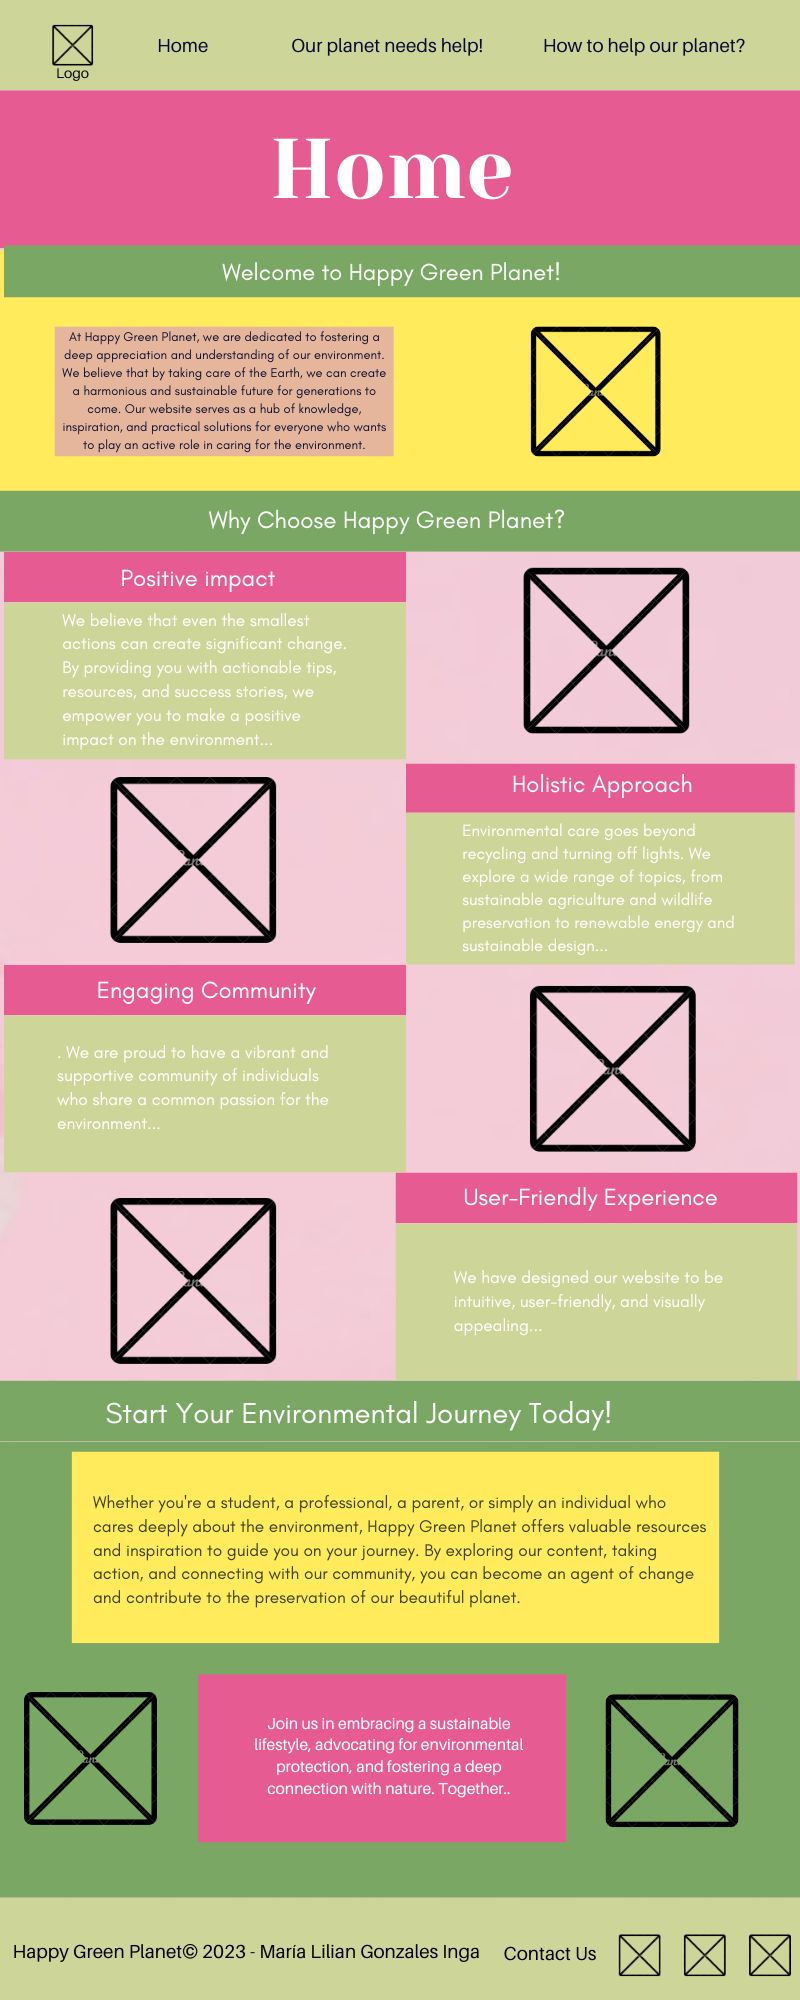 Home
Our planet needs help!
How to help our planet?
Logo
Home
Welcome to Happy Green Planet!
At Happy Green Planet, we are dedicated to fostering a
deep appreciation and understanding of our environment.
We believe that by taking care of the Earth, we can create
a harmonious and sustainable future for generations to
come. Our website serves as a hub of knowledge,
inspiration, and practical solutions for everyone who wants
to play an active role in caring for the environment.
Why Choose Happy Green Planet?
Positive impact
We believe that even the smallest
actions can create significant change.
By providing you with actionable tips,
resources, and success stories, we
empower you to make a positive
impact on the environment...
Holistic Approach
Environmental care goes beyond
recycling and turning off lights. We
explore a wide range of topics, from
sustainable agriculture and wildlife
preservation to renewable energy and
sustainable design...
Engaging Community
. We are proud to have a vibrant and
supportive community of individuals
who share a common passion for the
environment...
User-Friendly Experience
We have designed our website to be
intuitive, user-friendly, and visually
appealing...
Start Your Environmental Journey Today!
Whether you're a student, a professional, a parent, or simply an individual who
cares deeply about the environment, Happy Green Planet offers valuable resources
and inspiration to guide you on your journey. By exploring our content, taking
action, and connecting with our community, you can become an agent of change
and contribute to the preservation of our beautiful planet.
Join us in embracing a sustainable
lifestyle, advocating for environmental
protection, and fostering a deep
connection with nature. Together..
Happy Green Planet© 2023 - María Lilian Gonzales Inga
Contact Us